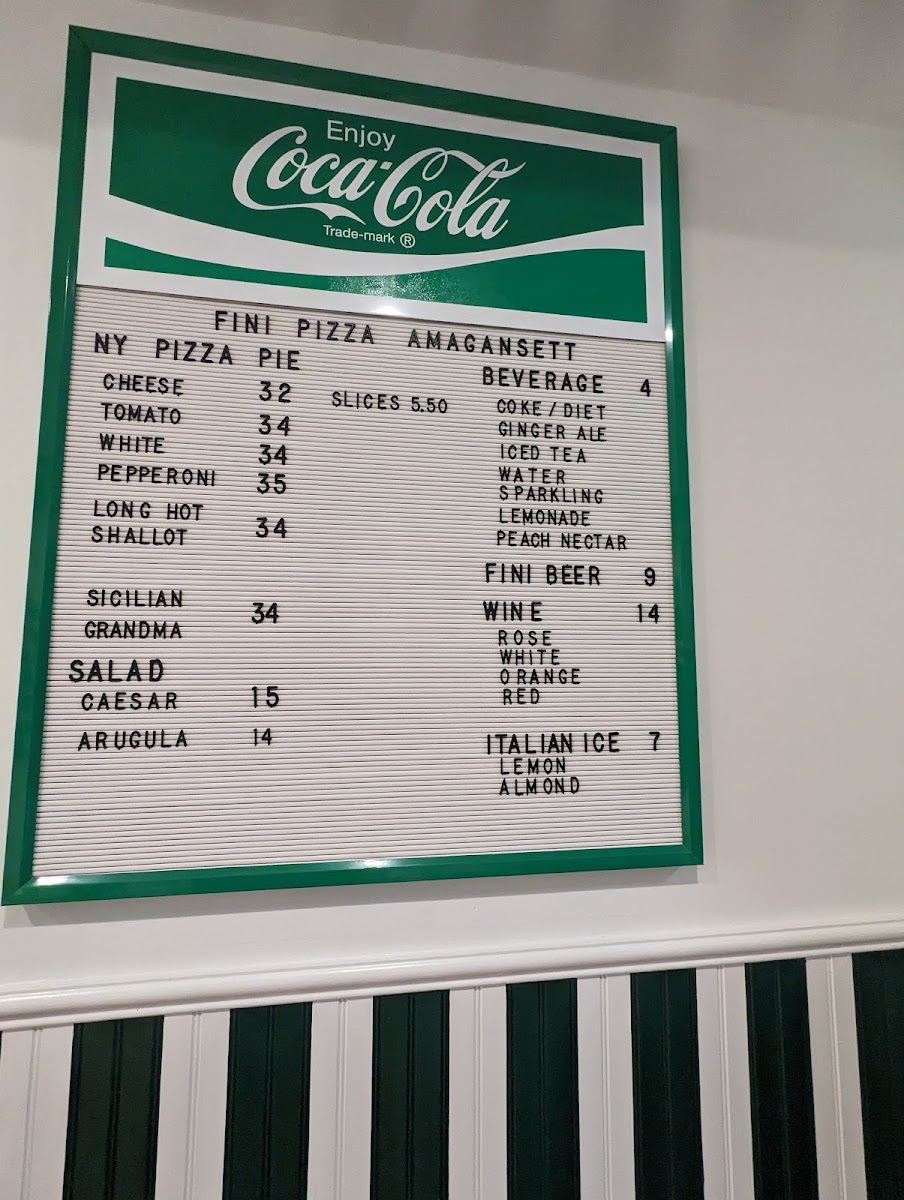 Enjoy
Coca-Cola
Trade-mark ®
FINI PIZZA AMAGANSETT
NY PIZZA PIE
CHEESE 32
SLICES 5.50
TOMATO 34
WHITE 34
PEPPERONI 35
LONG HOT
SHALLOT 34
SICILIAN
GRANDMA 34
SALAD
CAESAR 15
ARUGULA 14
BEVERAGE 4
COKE / DIET
GINGER ALE
ICED TEA
WATER
SPARKLING
LEMONADE
PEACH NECTAR
FINI BEER 9
WINE 14
ROSE
WHITE
ORANGE
RED
ITALIAN ICE 7
LEMON
ALMOND